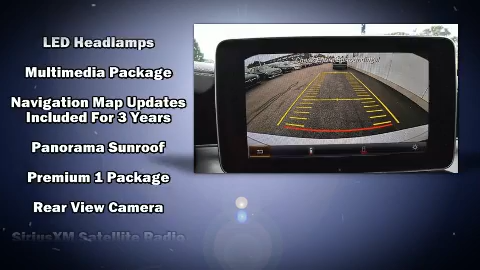 LED Headlamps
Multimedia Package
Navigation Map Updates
Included For 3 Years
Panorama Sunroof
Premium 1 Package
Rear View Camera
SiriusXM Satellite Radio